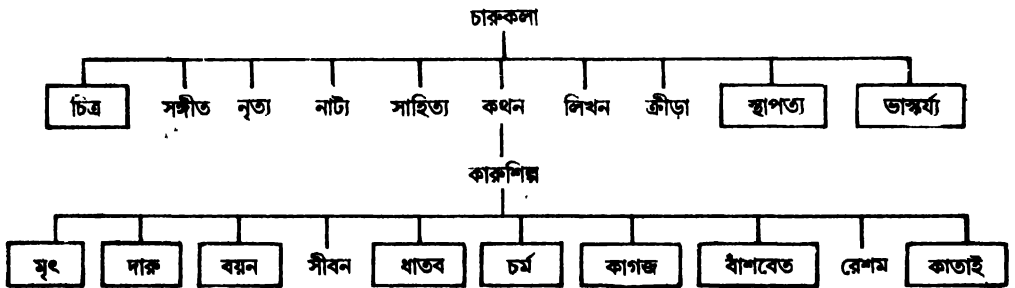 চারুকলা
চিত্র সঙ্গীত নৃত্য নাট্য সাহিত্য কথন লিখন ক্রীড়া স্থাপত্য ভাস্কর্য্য
কারুশিল্প
মৃৎ দারু বয়ন সীবন ধাতব চর্ম কাগজ বাঁশবেত রেশম কাতাই